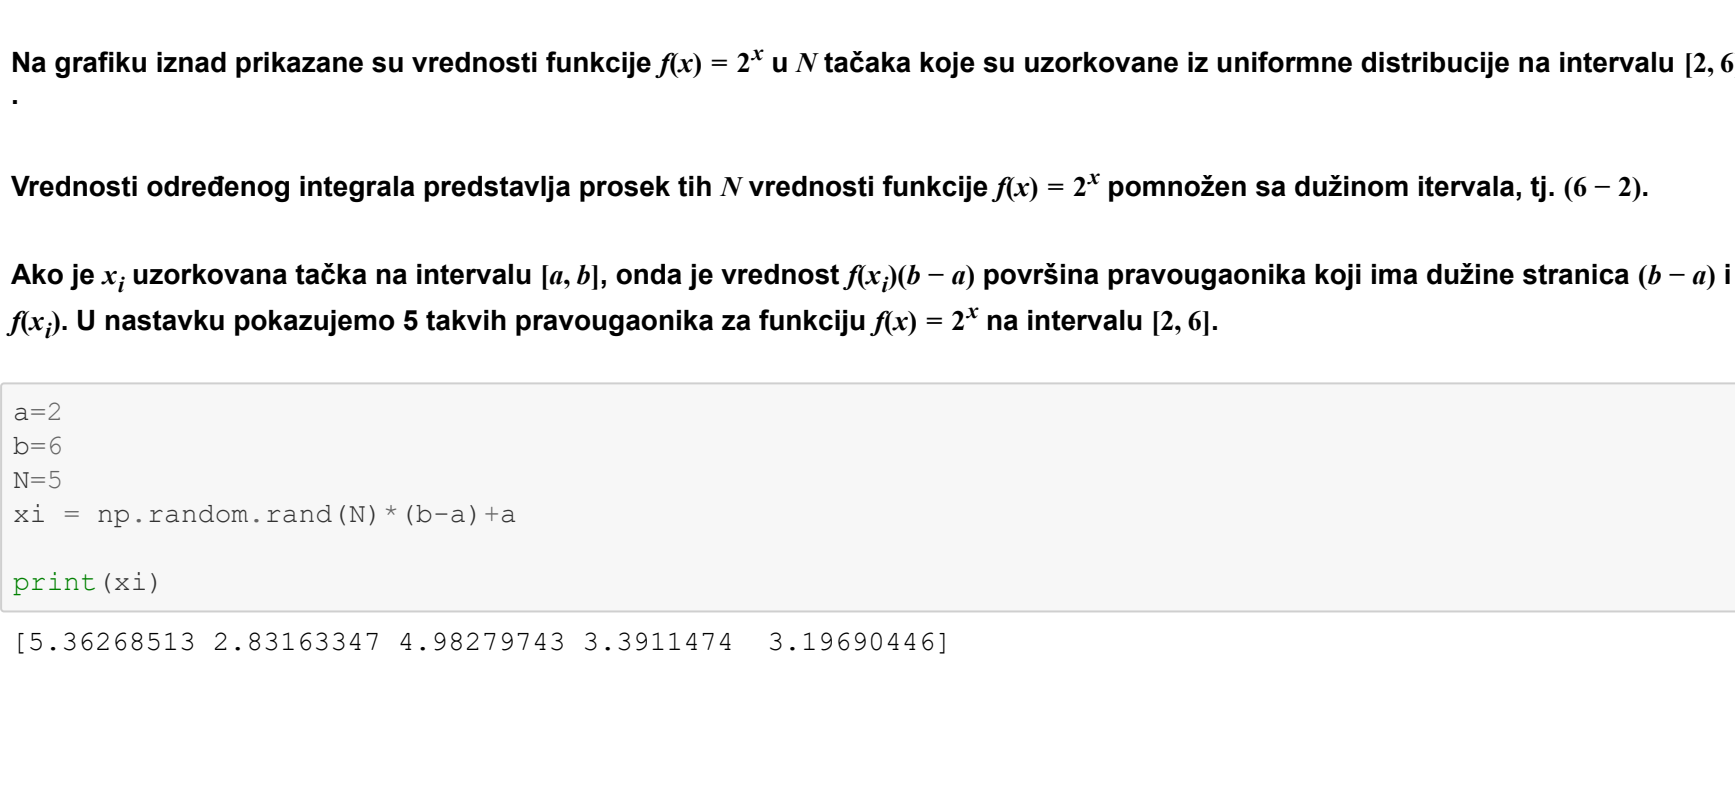 Na grafiku iznad prikazane su vrednosti funkcije f(x) = 2^x u N tačaka koje su uzorkovane iz uniformne distribucije na intervalu [2, 6
.
Vrednosti određenog integrala predstavlja prosek tih N vrednosti funkcije f(x) = 2^x pomnožen sa dužinom itervala, tj. (6 − 2).
Ako je x_i uzorkovana tačka na intervalu [a, b], onda je vrednost f(x_i)(b − a) površina pravougaonika koji ima dužine stranica (b − a) i
f(x_i). U nastavku pokazujemo 5 takvih pravougaonika za funkciju f(x) = 2^x na intervalu [2, 6].
a=2
b=6
N=5
xi = np.random.rand(N)*(b-a)+a
print(xi)
[5.36268513 2.83163347 4.98279743 3.3911474  3.19690446]